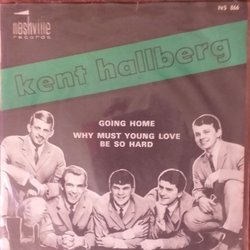 nashville
records
NS 866
kent hallberg
GOING HOME
WHY MUST YOUNG LOVE
BE SO HARD